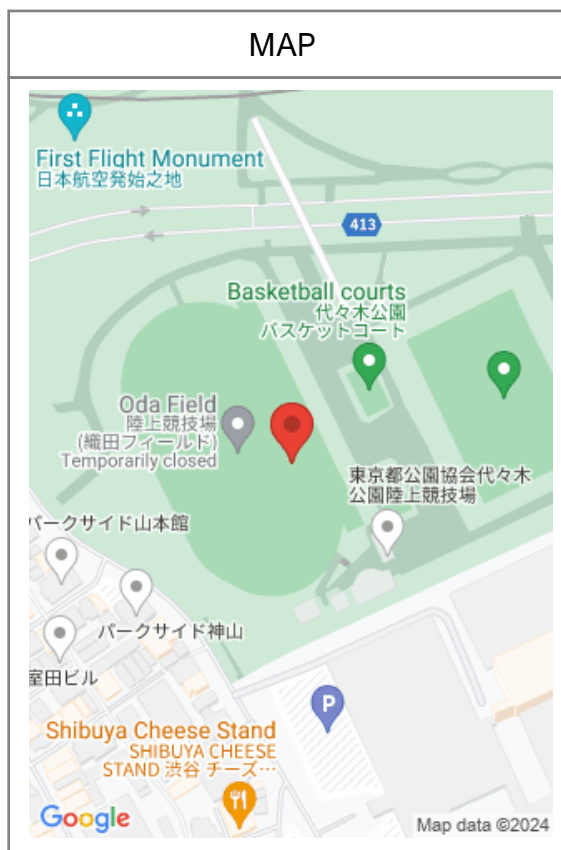 MAP
First Flight Monument
日本航空発始之地
413
Basketball courts
代々木公園
バスケットコート
Oda Field
陸上競技場
(織田フィールド)
Temporarily closed
東京都公園協会代々木
公園陸上競技場
パークサイド山本館
パークサイド神山
室田ビル
P
Shibuya Cheese Stand
SHIBUYA CHEESE
STAND 渋谷 チーズ…
Google
Map data ©2024